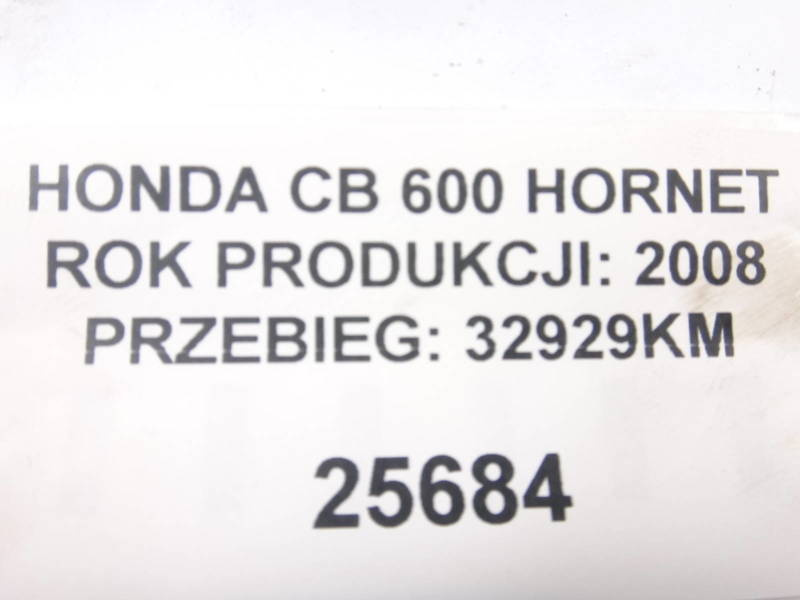 HONDA CB 600 HORNET
ROK PRODUKCJI: 2008
PRZEBIEG: 32929KM
25684